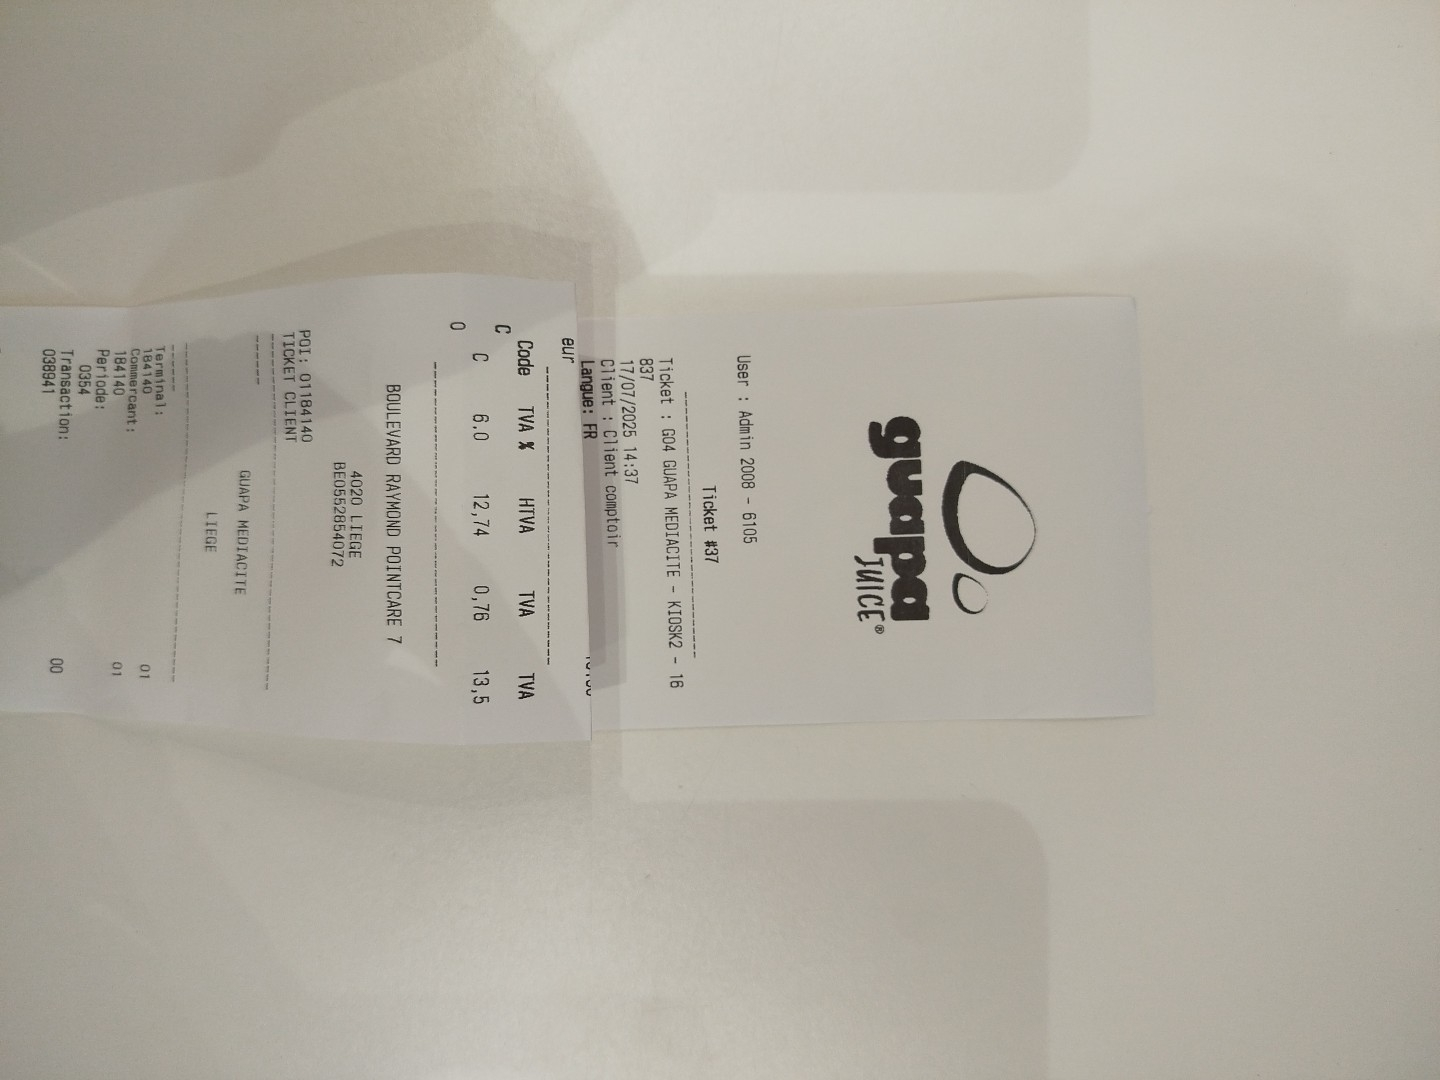 guapa
JUICE®
User : Admin 2008 - 6105
Ticket #37
Ticket : G04 GUAPA MEDIACITE - KIOSK2 - 16
837
17/07/2025 14:37
Client : Client comptoir
Langue: FR
eur
Code TVA % HTVA TVA TVA
C
C 6,0 12,74 0,76 13,5
0
BOULEVARD RAYMOND POINTCARE 7
4020 LIEGE
BE0552854072
POI: 01184140
TICKET CLIENT
GUAPA MEDIACITE
LIEGE
Terminal:
184140 01
Commercant:
184140 01
Periode:
0354
Transaction:
038941 00